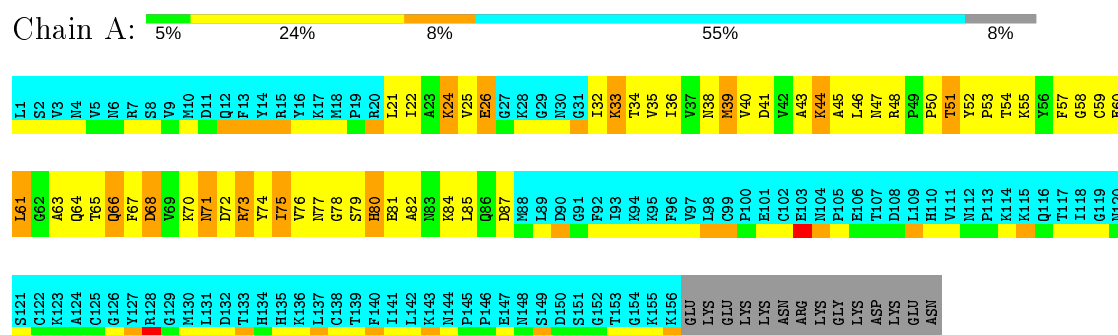 Chain A:
5% 24% 8% 55% 8%
L1 S2 V3 N4 V5 N6 R7 S8 V9 M10 D11 Q12 F13 Y14 R15 Y16 K17 M18 P19 R20 L21 I22 A23 K24 V25 E26 G27 K28 G29 N30 G31 I32 K33 T34 V35 I36 V37 N38 M39 V40 D41 V42 A43 K44 A45 L46 N47 R48 P49 P50 T51 Y52 P53 T54 K55 Y56 F57 G58 C59 E60
L61 G62 A63 Q64 T65 Q66 F67 D68 V69 K70 N71 D72 R73 Y74 I75 V76 N77 G78 S79 H80 E81 A82 N83 K84 L85 Q86 D87 M88 L89 D90 G91 F92 I93 K94 K95 F96 V97 L98 C99 P100 E101 C102 E103 N104 P105 E106 T107 D108 L109 H110 V111 N112 P113 K114 K115 Q116 T117 I118 G119 N120
S121 C122 K123 A124 C125 G126 Y127 R128 G129 M130 L131 D132 T133 H134 H135 K136 L137 C138 T139 F140 I141 L142 K143 N144 P145 P146 E147 N148 S149 D150 S151 G152 T153 G154 K155 K156 GLU LYS GLU LYS LYS ASN ARG LYS GLY LYS ASP LYS GLU ASN